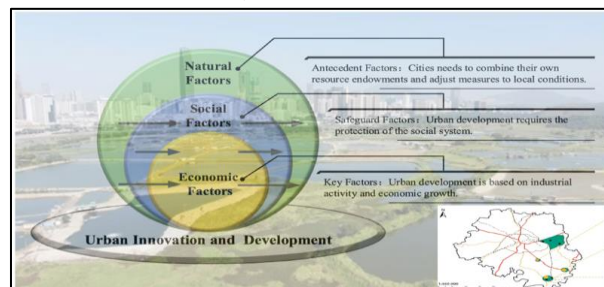 Natural
Factors
Antecedent Factors：Cities needs to combine their own
resource endowments and adjust measures to local conditions.
Social
Factors
Safeguard Factors：Urban development requires the
protection of the social system.
Economic
Factors
Key Factors：Urban development is based on industrial
activity and economic growth.
Urban Innovation and Development